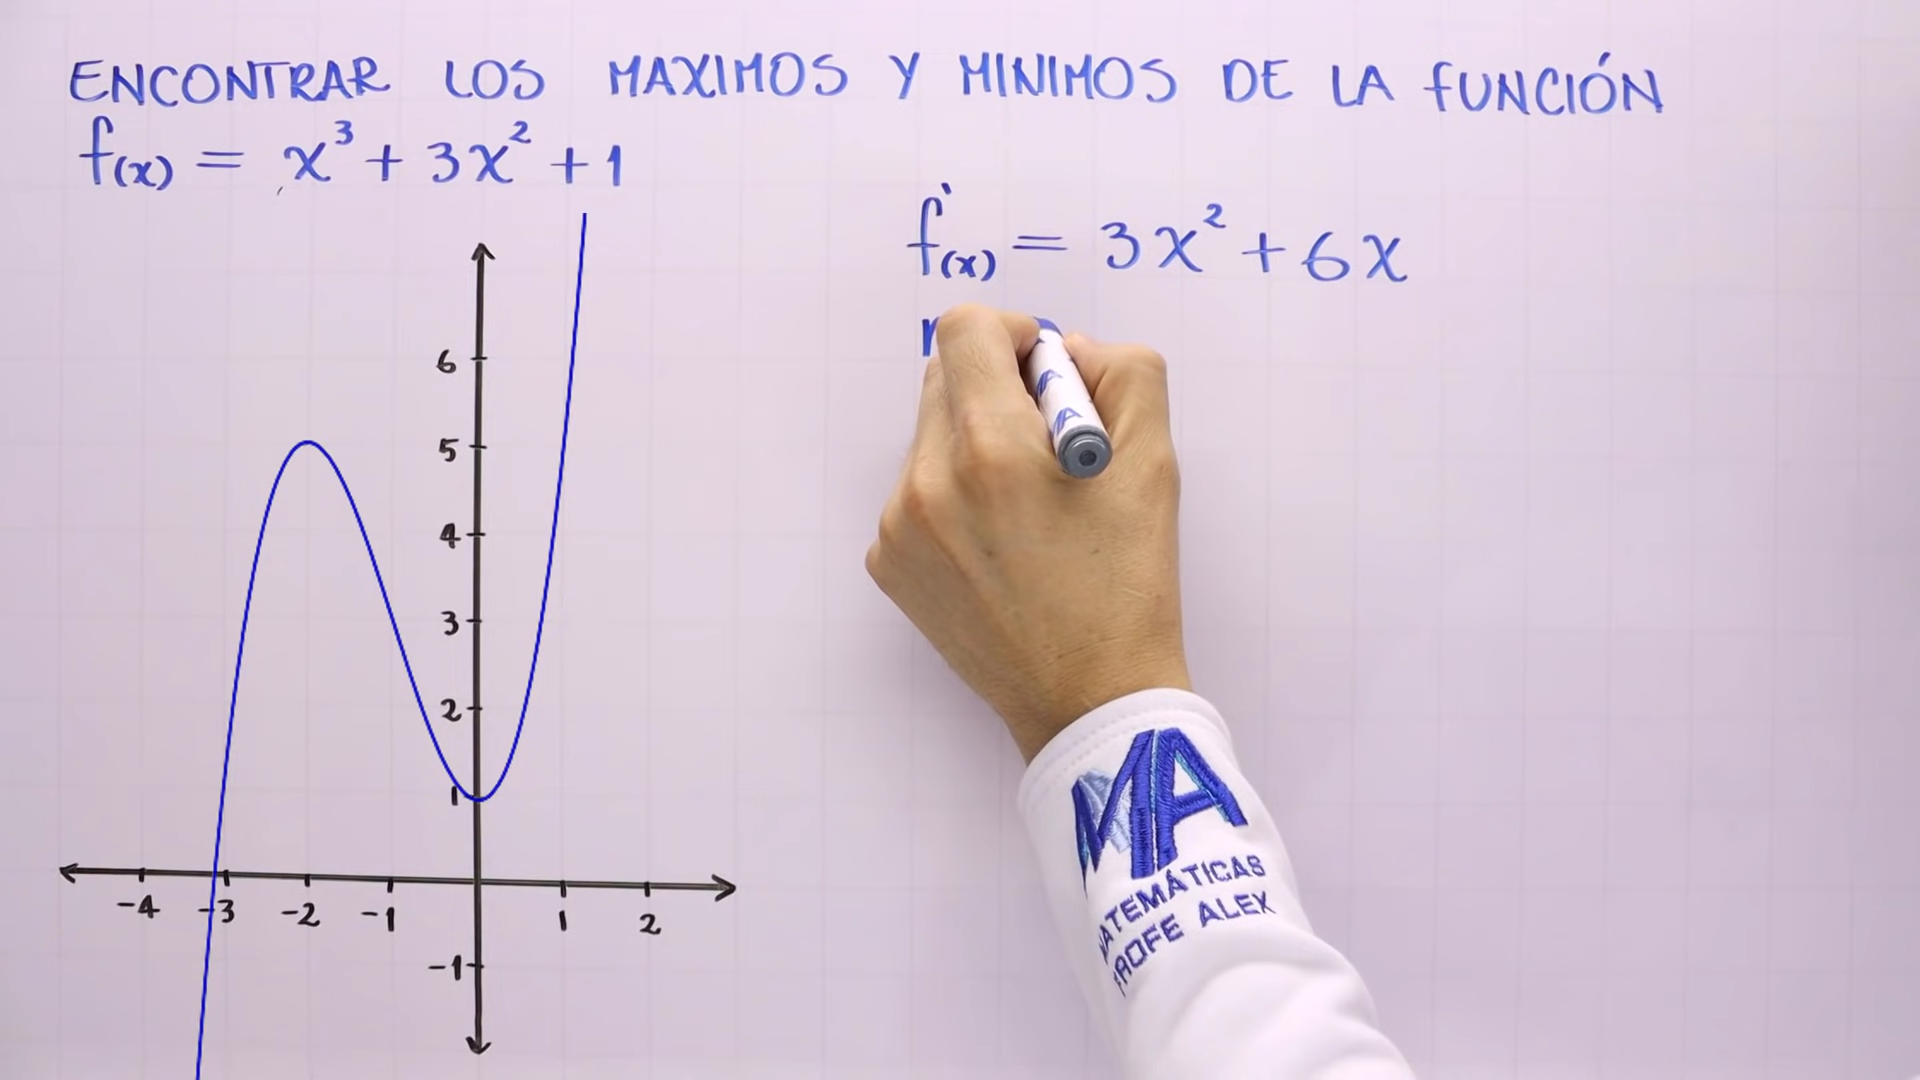 ENCONTRAR LOS MAXIMOS Y MINIMOS DE LA FUNCIÓN
f(x) = x³ + 3x² + 1
f`(x) = 3x² + 6x
6
5
4
3
2
1
-4 -3 -2 -1 1 2
-1
MA
MATEMÁTICAS
PROFE ALEX